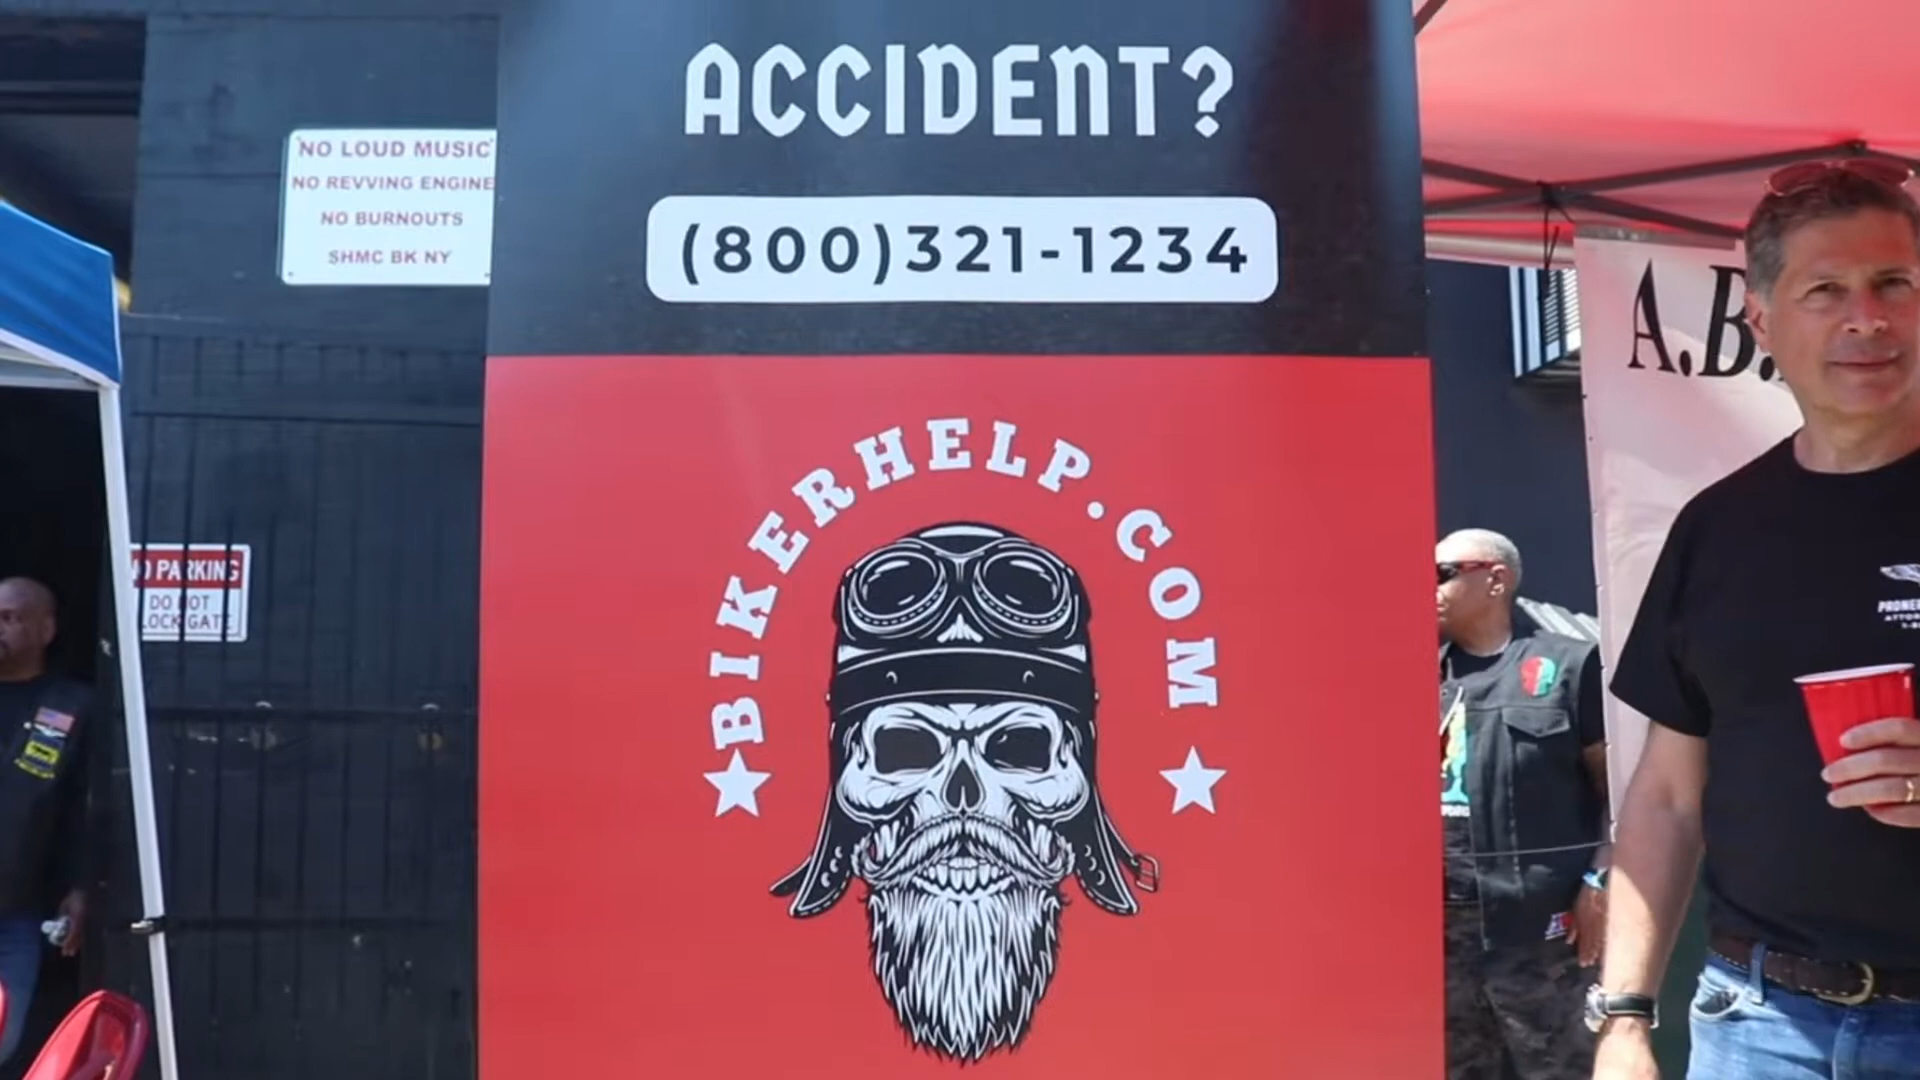 ACCIDENT?
(800)321-1234
BIKERHELP.COM
NO LOUD MUSIC
NO REVVING ENGINE
NO BURNOUTS
SHMC BK NY
NO PARKING
DO NOT
LOCK GATE
A.B.